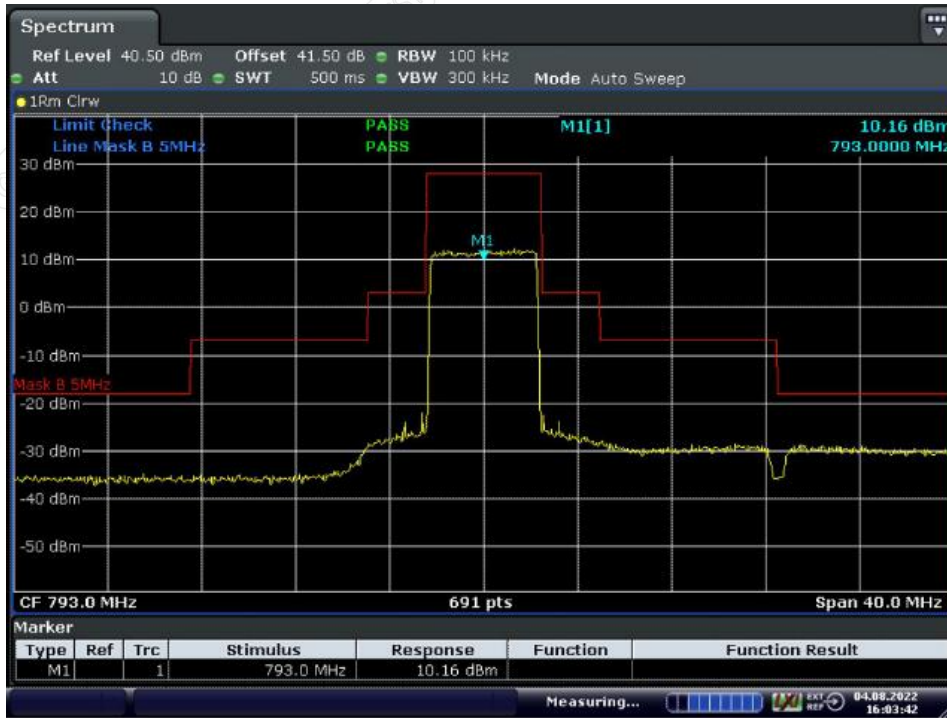 Spectrum
Ref Level 40.50 dBm Offset 41.50 dB RBW 100 kHz
Att 10 dB SWT 500 ms VBW 300 kHz Mode Auto Sweep
1Rm Clrw
Limit Check PASS M1[1] 10.16 dBm
Line Mask B 5MHz PASS 793.0000 MHz
30 dBm
20 dBm
M1
10 dBm
0 dBm
-10 dBm
Mask B 5MHz
-20 dBm
-30 dBm
-40 dBm
-50 dBm
CF 793.0 MHz 691 pts Span 40.0 MHz
Marker
Type Ref Trc Stimulus Response Function Function Result
M1 1 793.0 MHz 10.16 dBm
Measuring... LXI EXT REF 04.08.2022
16:03:42